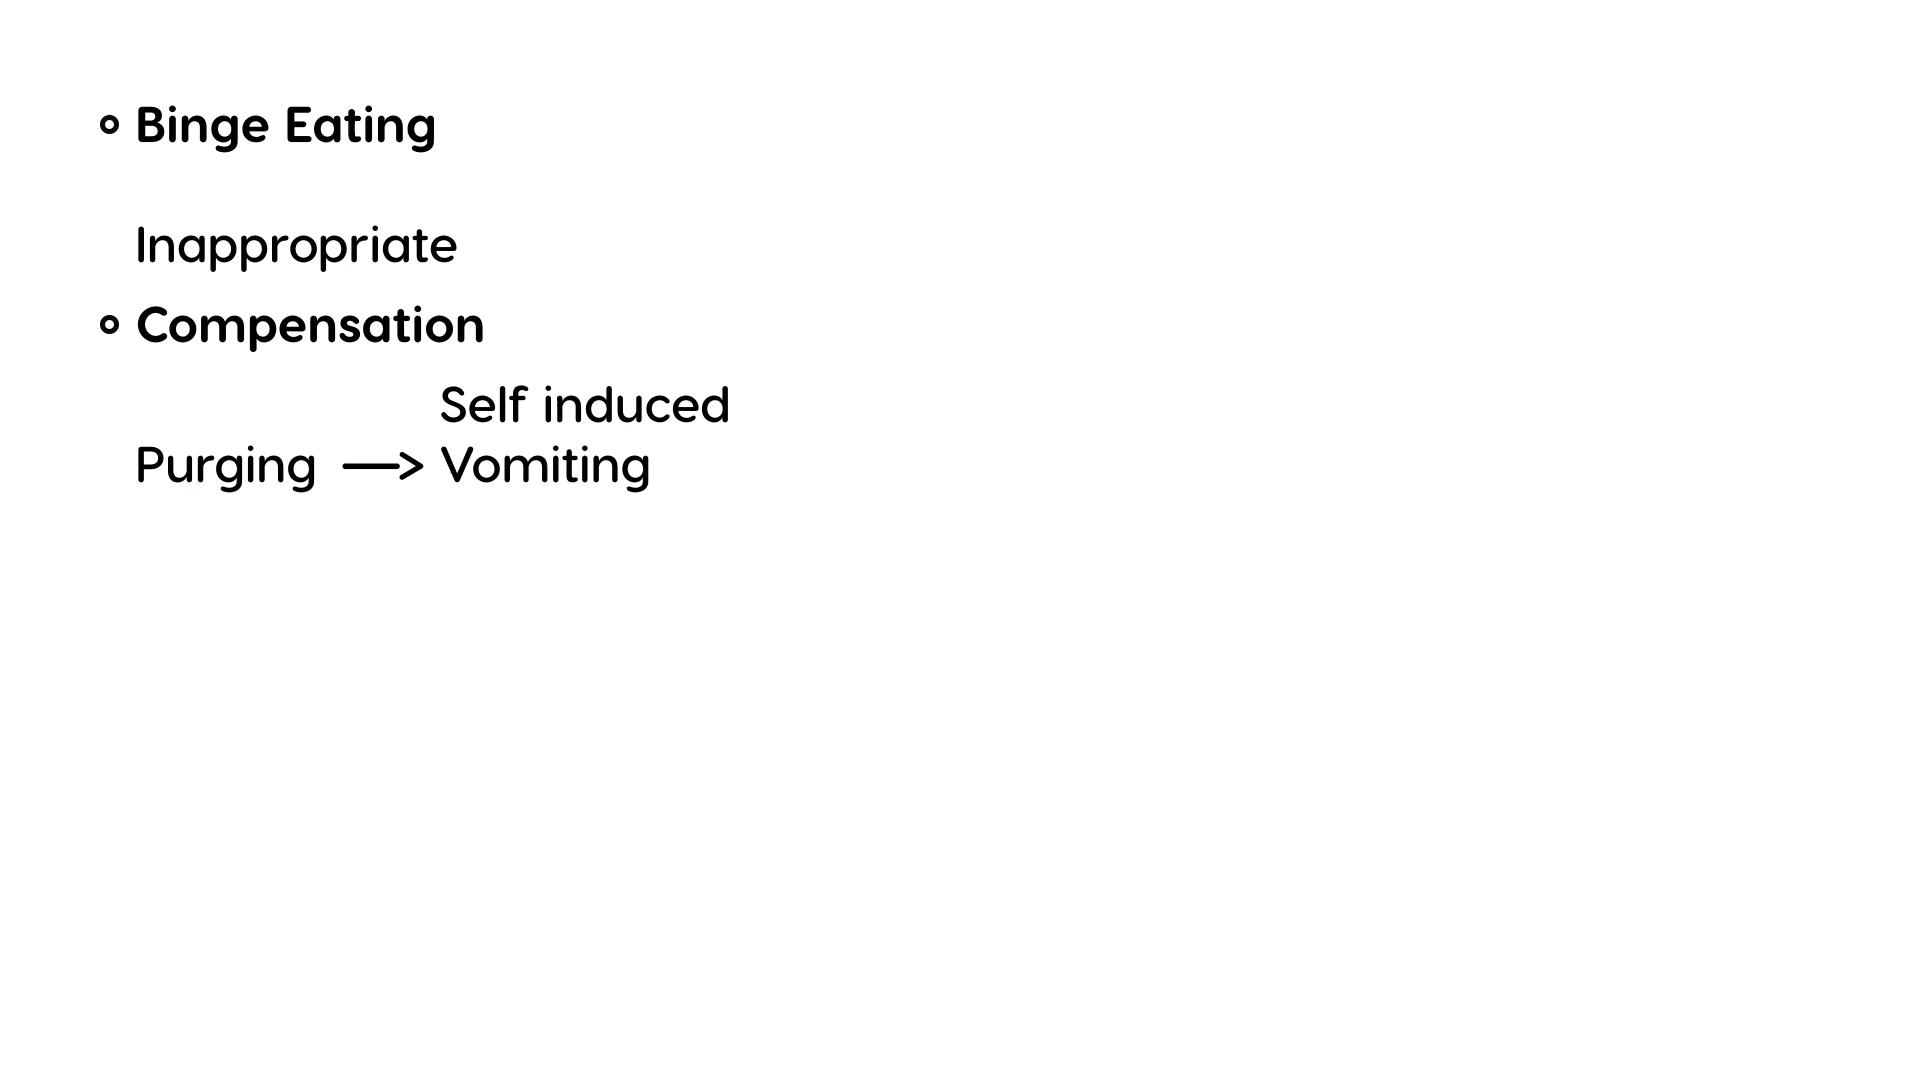 Binge Eating
Inappropriate
Compensation
Self induced
Purging → Vomiting